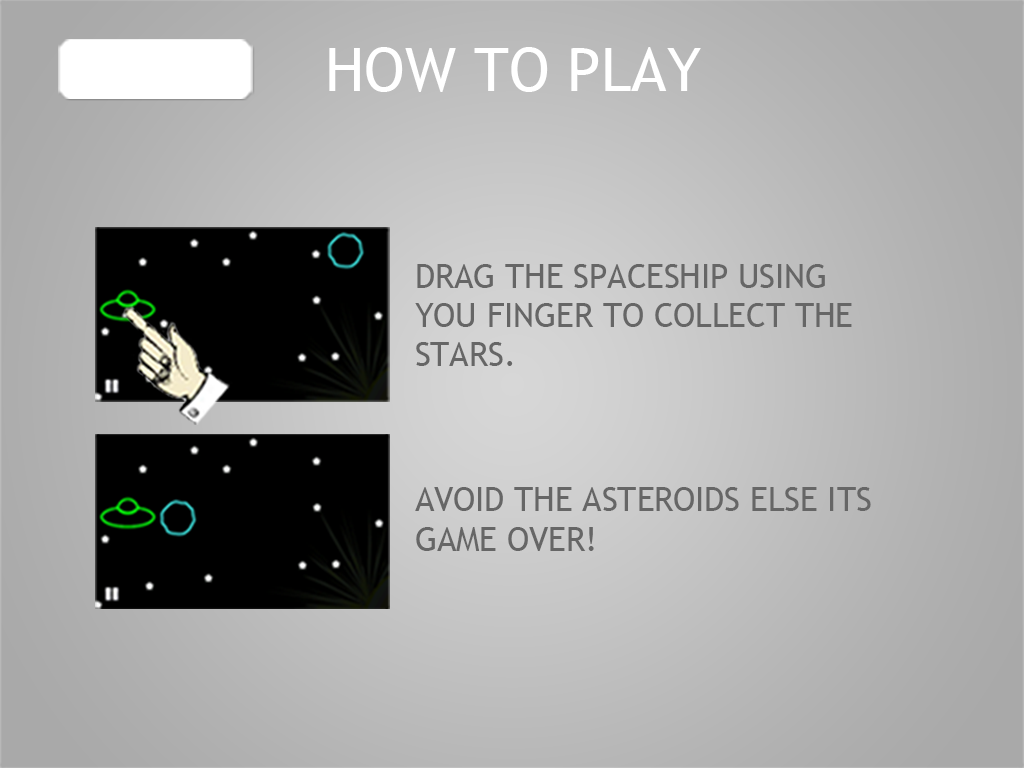 HOW TO PLAY
DRAG THE SPACESHIP USING
YOU FINGER TO COLLECT THE
STARS.
AVOID THE ASTEROIDS ELSE ITS
GAME OVER!